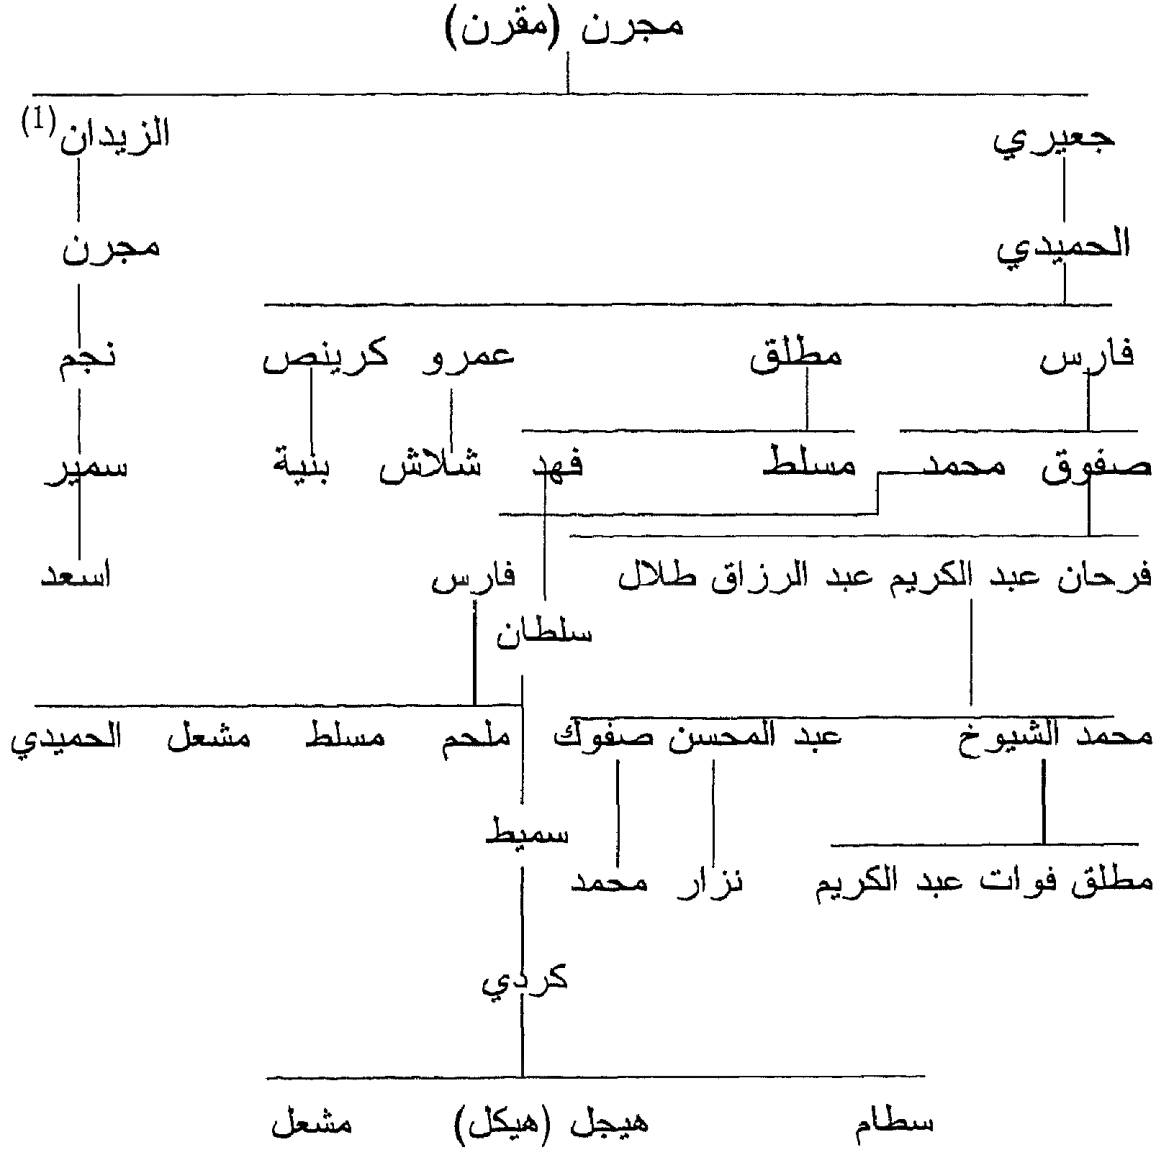 مجرن (مقرن)
جعيري الزيدان(1)
الحميدي مجرن
فارس مطلق عمرو كرينص نجم
صفوق محمد مسلط فهد شلاش بنية سمير
فرحان عبد الكريم عبد الرزاق طلال فارس اسعد
سلطان
محمد الشيوخ عبد المحسن صفوك ملحم مسلط مشعل الحميدي
سميط
مطلق فوات عبد الكريم نزار محمد
كردي
سطام هيجل (هيكل) مشعل